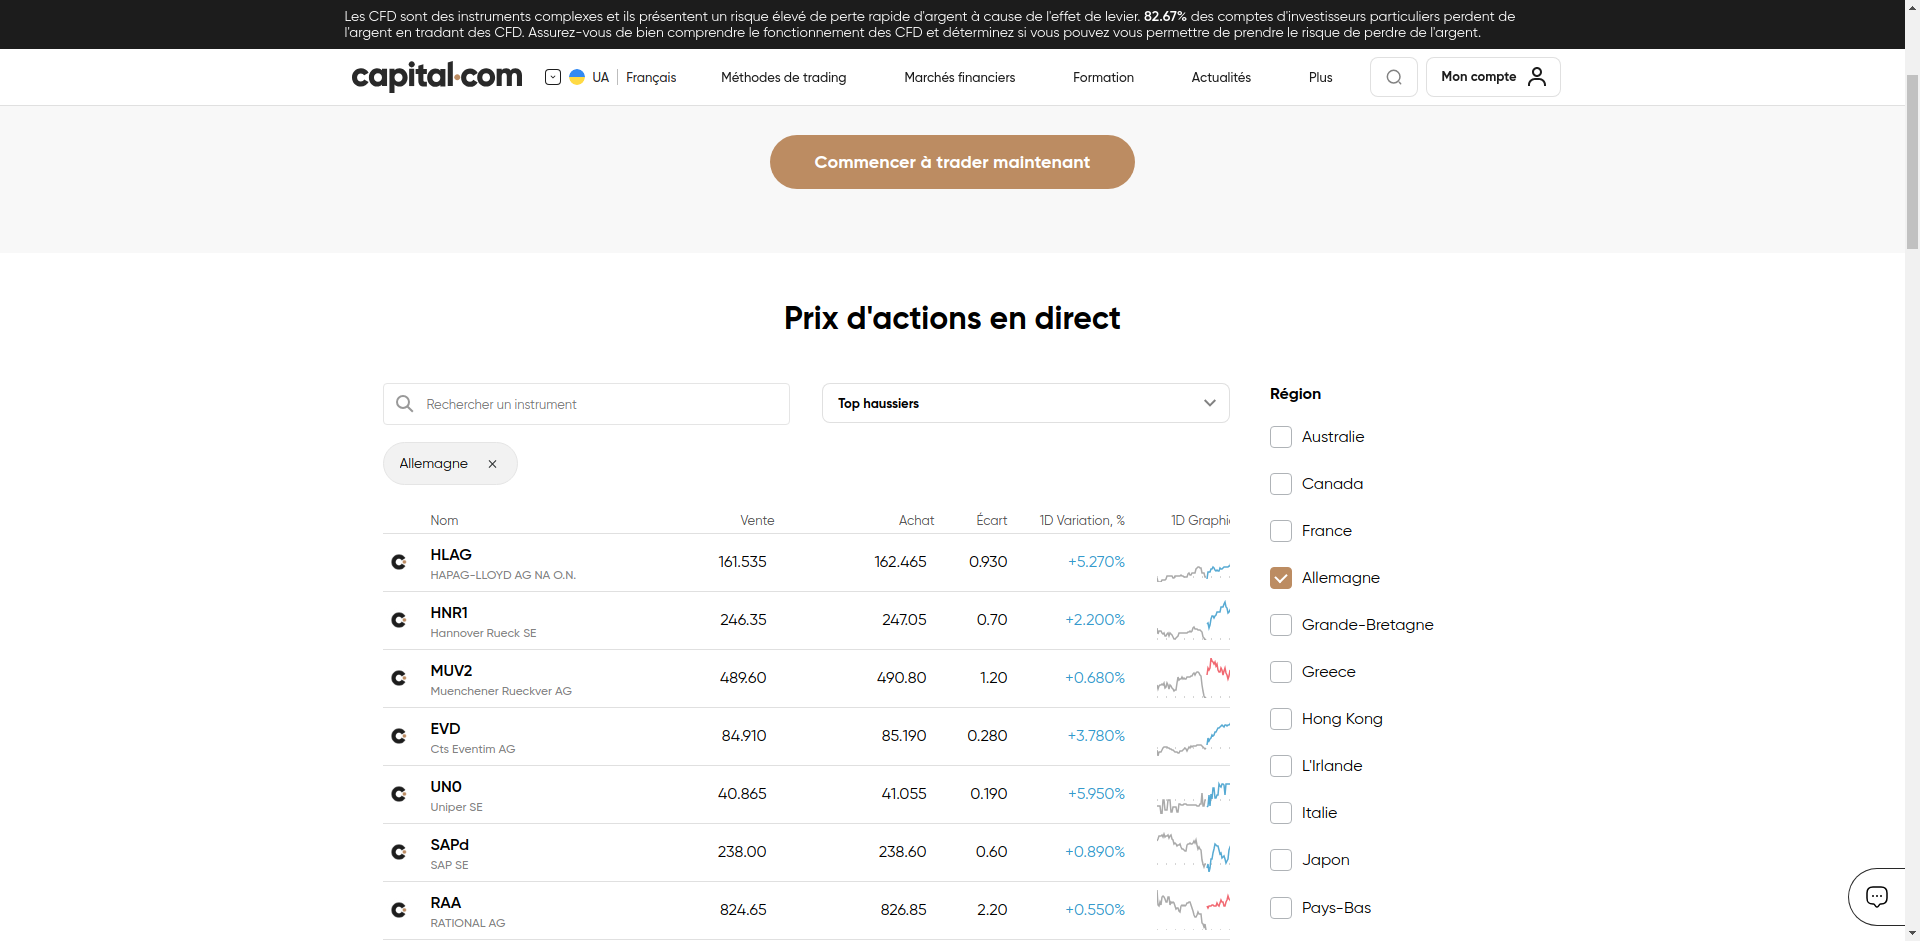 Les CFD sont des instruments complexes et ils présentent un risque élevé de perte rapide d'argent à cause de l'effet de levier. 82.67% des comptes d'investisseurs particuliers perdent de
l'argent en tradant des CFD. Assurez-vous de bien comprendre le fonctionnement des CFD et déterminez si vous pouvez vous permettre de prendre le risque de perdre de l'argent.
capital.com UA Français Méthodes de trading Marchés financiers Formation Actualités Plus Mon compte
Commencer à trader maintenant
Prix d'actions en direct
Rechercher un instrument
Top haussiers
Allemagne
Nom Vente Achat Écart 1D Variation, % 1D Graphi
HLAG 161.535 162.465 0.930 +5.270%
HAPAG-LLOYD AG NA O.N.
HNR1 246.35 247.05 0.70 +2.200%
Hannover Rueck SE
MUV2 489.60 490.80 1.20 +0.680%
Muenchener Rueckver AG
EVD 84.910 85.190 0.280 +3.780%
Cts Eventim AG
UN0 40.865 41.055 0.190 +5.950%
Uniper SE
SAPd 238.00 238.60 0.60 +0.890%
SAP SE
RAA 824.65 826.85 2.20 +0.550%
RATIONAL AG
Région
Australie
Canada
France
Allemagne
Grande-Bretagne
Greece
Hong Kong
L'Irlande
Italie
Japon
Pays-Bas